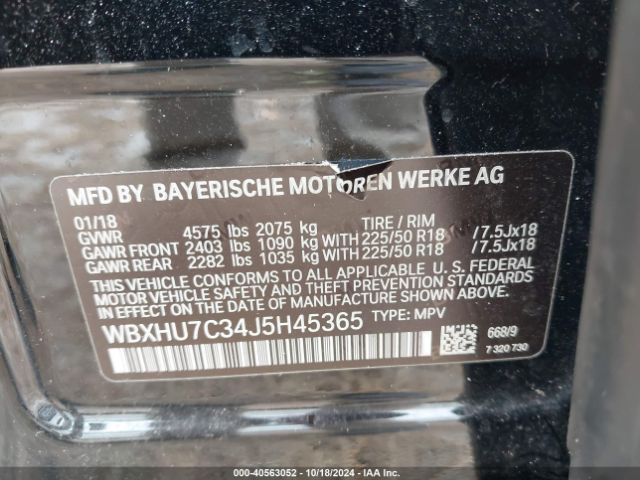 MFD BY BAYERISCHE MOTOREN WERKE AG
01/18 TIRE / RIM
GVWR 4575 lbs 2075 kg
GAWR FRONT 2403 lbs 1090 kg WITH 225/50 R18 /7.5Jx18
GAWR REAR 2282 lbs 1035 kg WITH 225/50 R18 /7.5Jx18
THIS VEHICLE CONFORMS TO ALL APPLICABLE U. S. FEDERAL
MOTOR VEHICLE SAFETY, BUMPER AND THEFT PREVENTION STANDARDS
IN EFFECT ON THE DATE OF MANUFACTURE SHOWN ABOVE.
WBXHU7C34J5H45365 TYPE: MPV
668/9
7 320 730
000-40563052 | 10/18/2024 | IAA Inc.